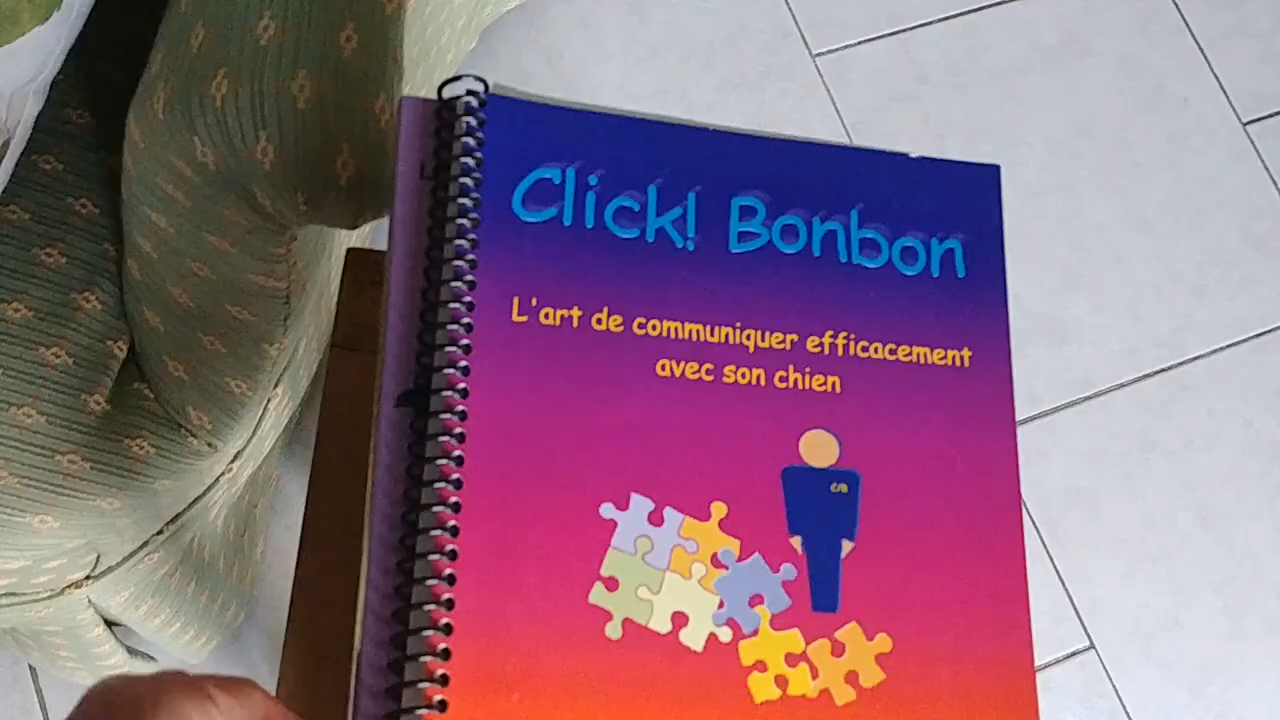 Click! Bonbon
L'art de communiquer efficacement
avec son chien